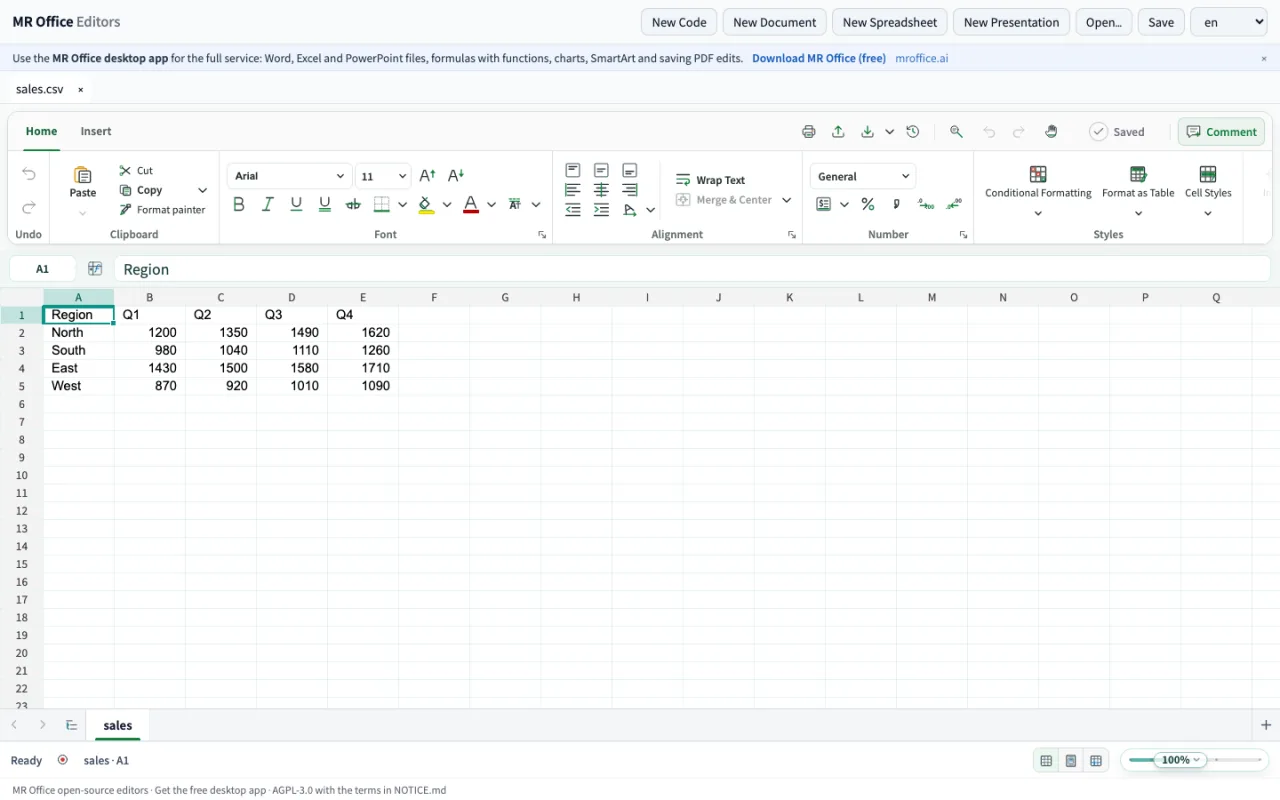 MR Office Editors
New Code New Document New Spreadsheet New Presentation Open... Save en
Use the MR Office desktop app for the full service: Word, Excel and PowerPoint files, formulas with functions, charts, SmartArt and saving PDF edits. Download MR Office (free) mroffice.ai ×
sales.csv ×
Home Insert Saved Comment
Paste Cut Copy Format painter
Arial 11
Wrap Text
Merge & Center
General
Conditional Formatting Format as Table Cell Styles
Undo Clipboard Font Alignment Number Styles
A1 Region
A B C D E F G H I J K L M N O P Q
1 Region Q1 Q2 Q3 Q4
2 North 1200 1350 1490 1620
3 South 980 1040 1110 1260
4 East 1430 1500 1580 1710
5 West 870 920 1010 1090
6
7
8
9
10
11
12
13
14
15
16
17
18
19
20
21
22
23
sales
Ready sales · A1 100%
MR Office open-source editors · Get the free desktop app · AGPL-3.0 with the terms in NOTICE.md